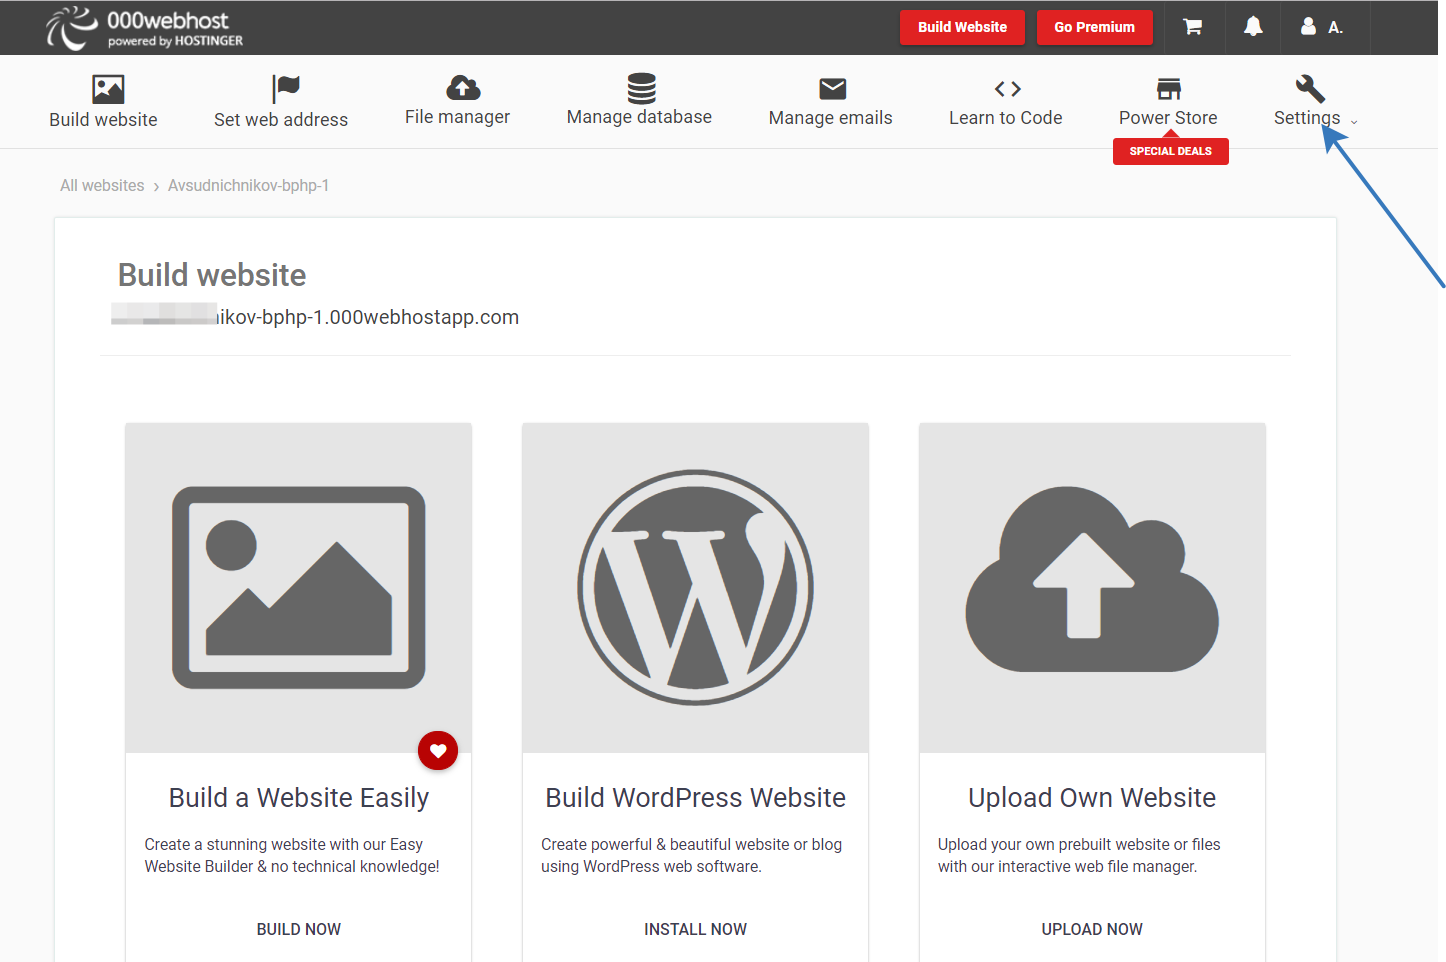 000webhost
powered by HOSTINGER
Build Website
Go Premium
A.
Build website
Set web address
File manager
Manage database
Manage emails
Learn to Code
Power Store
Settings
SPECIAL DEALS
All websites › Avsudnichnikov-bphp-1
Build website
ikov-bphp-1.000webhostapp.com
Build a Website Easily
Create a stunning website with our Easy
Website Builder & no technical knowledge!
BUILD NOW
Build WordPress Website
Create powerful & beautiful website or blog
using WordPress web software.
INSTALL NOW
Upload Own Website
Upload your own prebuilt website or files
with our interactive web file manager.
UPLOAD NOW